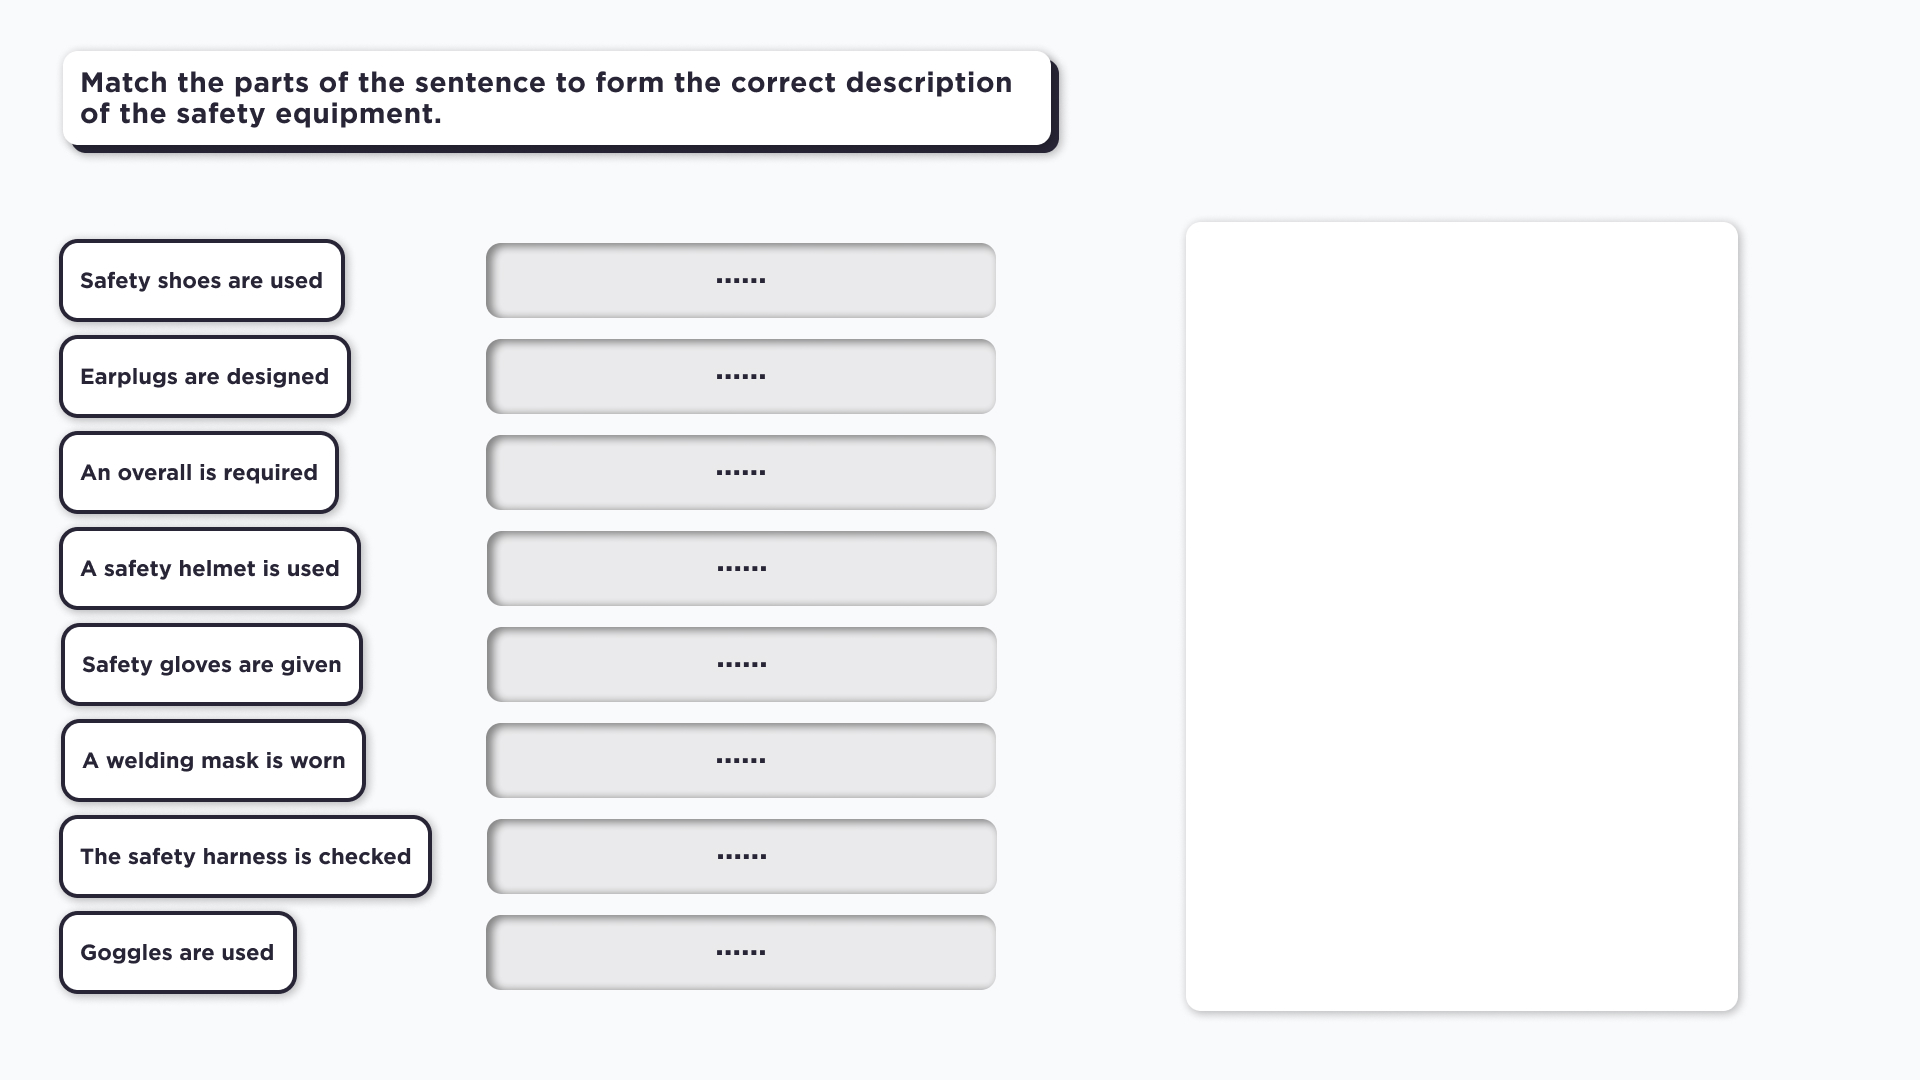 Match the parts of the sentence to form the correct description
of the safety equipment.
Safety shoes are used
......
Earplugs are designed
......
An overall is required
......
A safety helmet is used
......
Safety gloves are given
......
A welding mask is worn
......
The safety harness is checked
......
Goggles are used
......